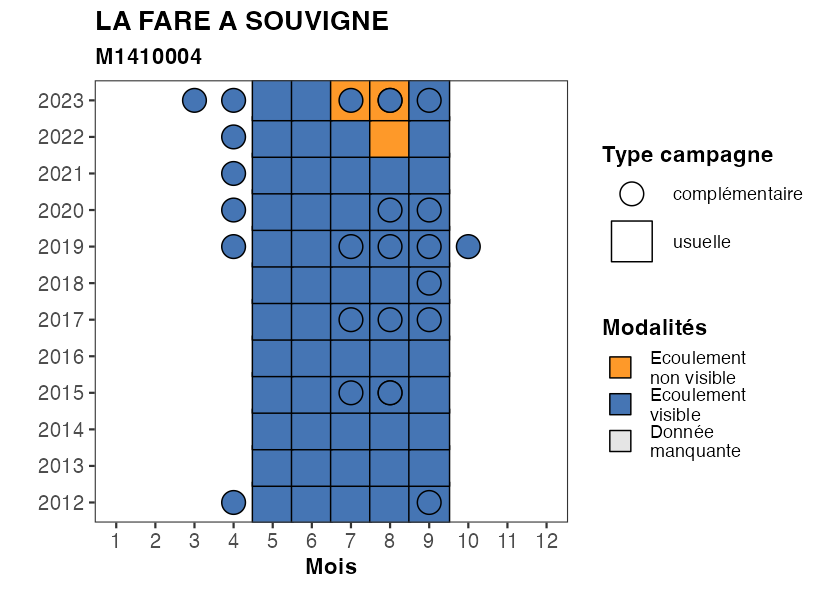 LA FARE A SOUVIGNE
M1410004
2023
2022
2021
2020
2019
2018
2017
2016
2015
2014
2013
2012
1 2 3 4 5 6 7 8 9 10 11 12
Mois
Type campagne
complémentaire
usuelle
Modalités
Ecoulement
non visible
Ecoulement
visible
Donnée
manquante